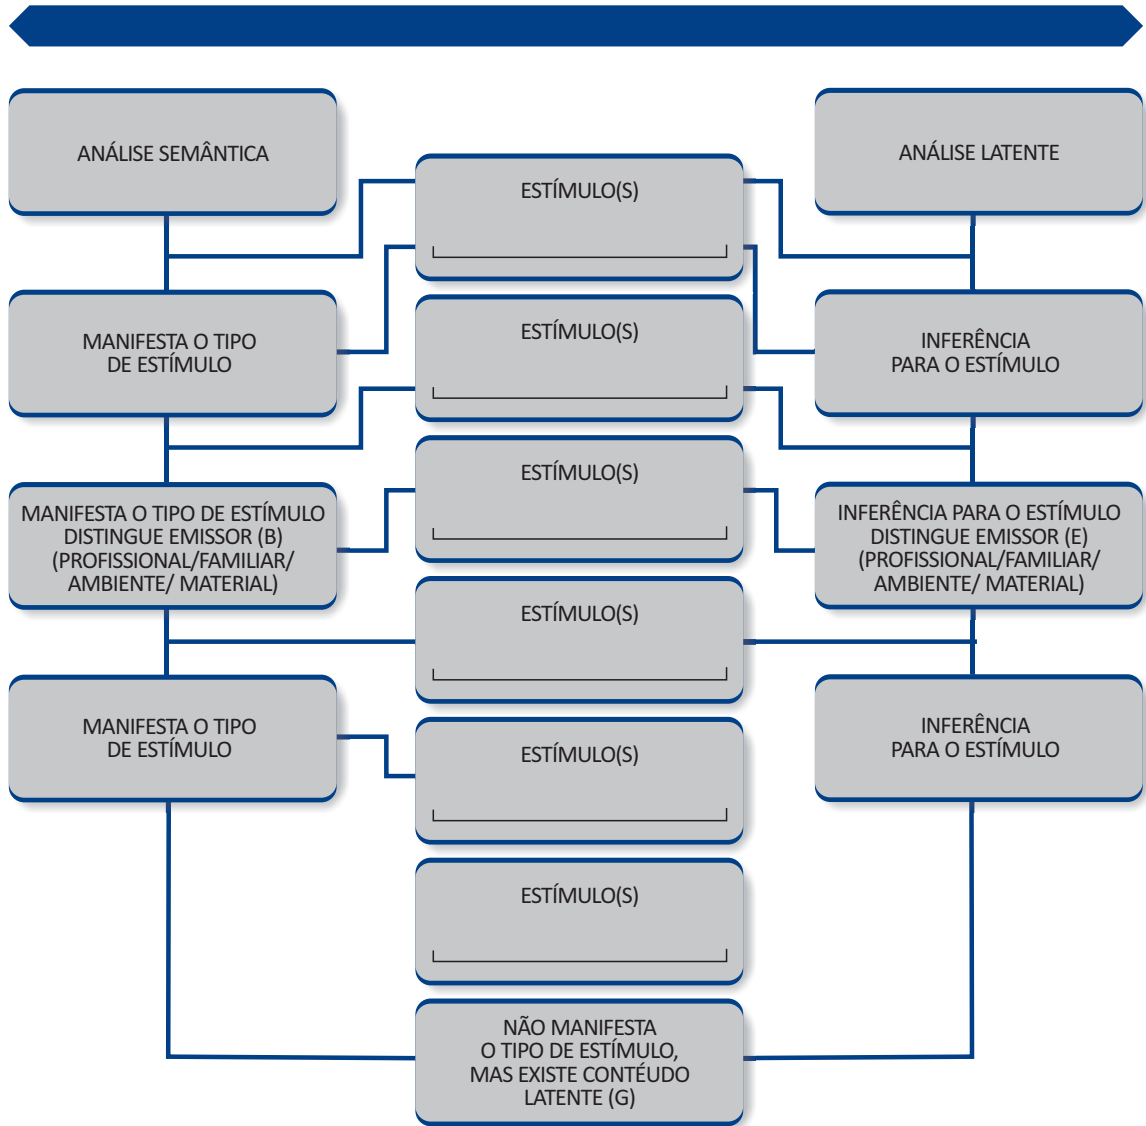 ANÁLISE SEMÂNTICA
ANÁLISE LATENTE
ESTÍMULO(S)
MANIFESTA O TIPO
DE ESTÍMULO
ESTÍMULO(S)
INFERÊNCIA
PARA O ESTÍMULO
ESTÍMULO(S)
MANIFESTA O TIPO DE ESTÍMULO
DISTINGUE EMISSOR (B)
(PROFISSIONAL/FAMILIAR/
AMBIENTE/ MATERIAL)
INFERÊNCIA PARA O ESTÍMULO
DISTINGUE EMISSOR (E)
(PROFISSIONAL/FAMILIAR/
AMBIENTE/ MATERIAL)
ESTÍMULO(S)
MANIFESTA O TIPO
DE ESTÍMULO
ESTÍMULO(S)
INFERÊNCIA
PARA O ESTÍMULO
ESTÍMULO(S)
NÃO MANIFESTA
O TIPO DE ESTÍMULO,
MAS EXISTE CONTÉUDO
LATENTE (G)